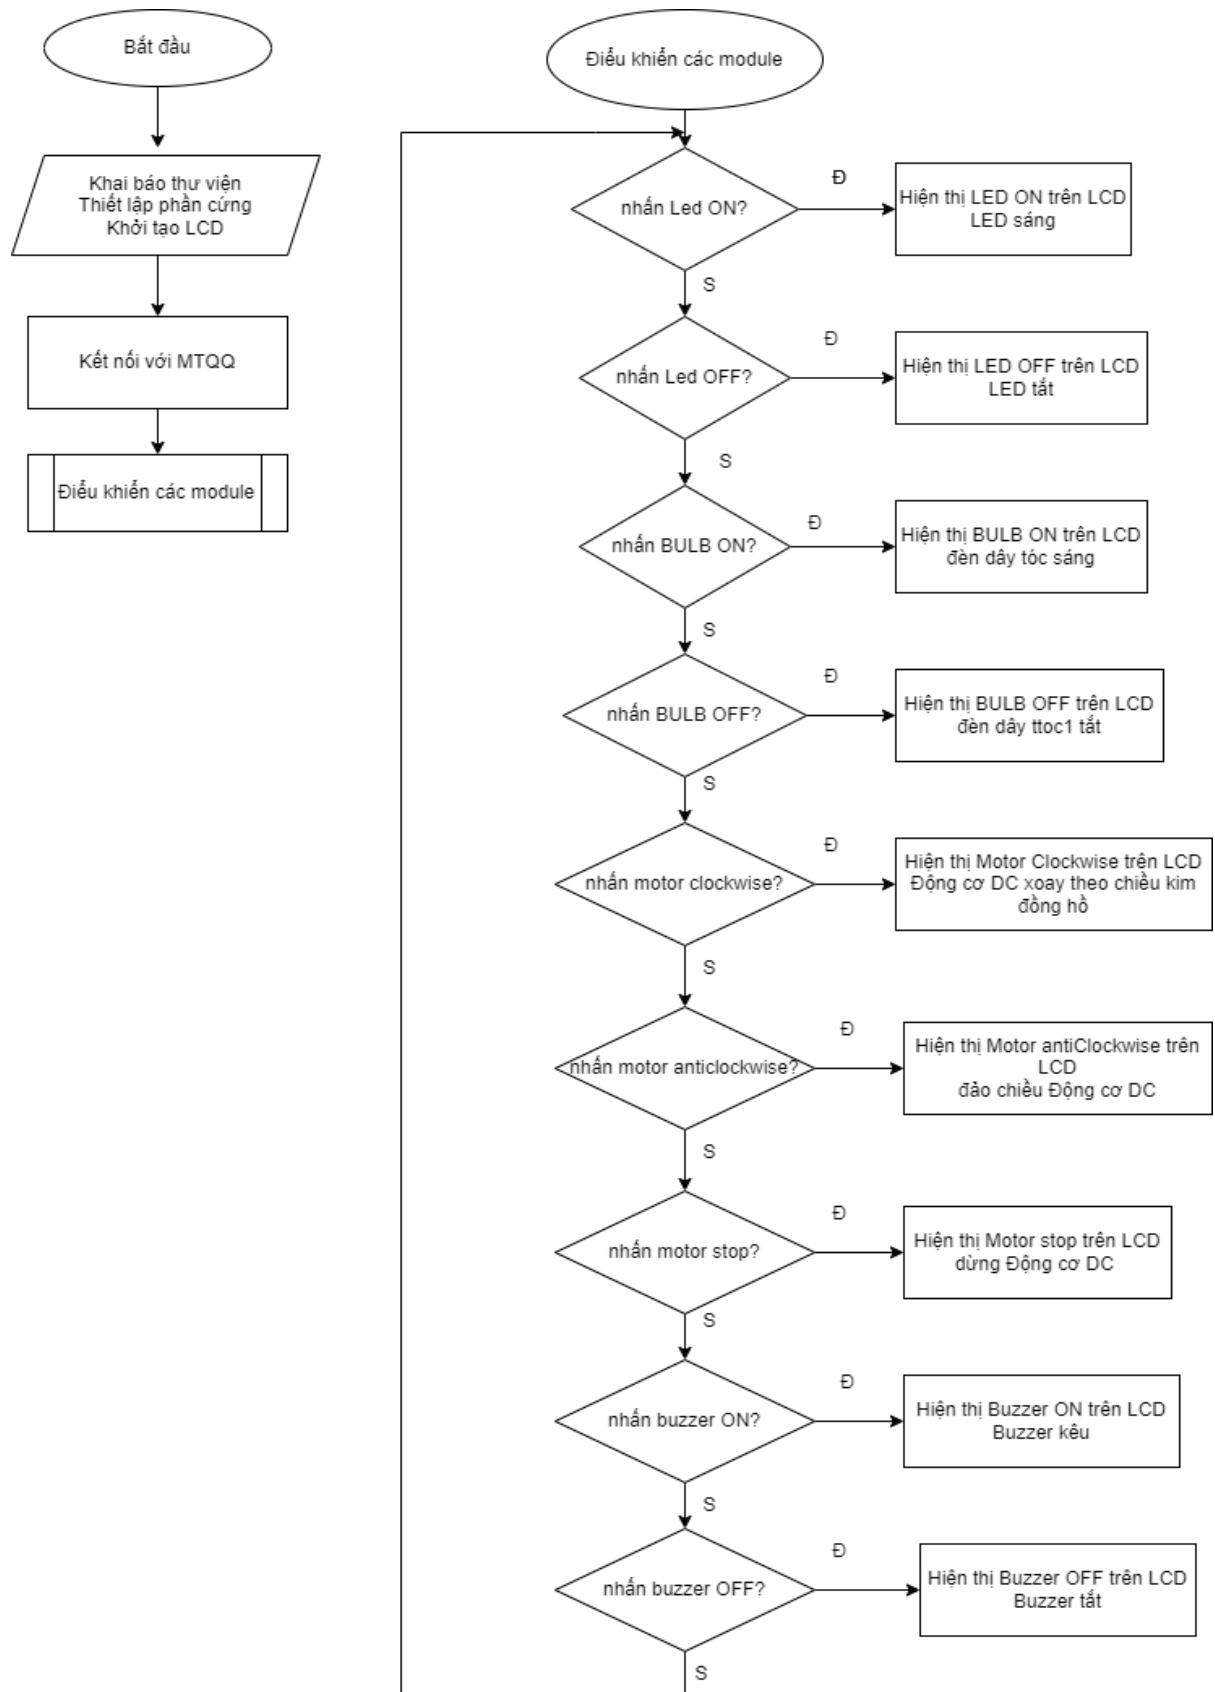 Bắt đầu
Khai báo thư viện
Thiết lập phần cứng
Khởi tạo LCD
Kết nối với MTQQ
Điểu khiển các module
Điểu khiển các module
nhấn Led ON?
Đ
Hiện thị LED ON trên LCD
LED sáng
S
nhấn Led OFF?
Đ
Hiện thị LED OFF trên LCD
LED tắt
S
nhấn BULB ON?
Đ
Hiện thị BULB ON trên LCD
đèn dây tóc sáng
S
nhấn BULB OFF?
Đ
Hiện thị BULB OFF trên LCD
đèn dây ttoc1 tắt
S
nhấn motor clockwise?
Đ
Hiện thị Motor Clockwise trên LCD
Động cơ DC xoay theo chiều kim
đồng hồ
S
nhấn motor anticlockwise?
Đ
Hiện thị Motor antiClockwise trên
LCD
đảo chiều Động cơ DC
S
nhấn motor stop?
Đ
Hiện thị Motor stop trên LCD
dừng Động cơ DC
S
nhấn buzzer ON?
Đ
Hiện thị Buzzer ON trên LCD
Buzzer kêu
S
nhấn buzzer OFF?
Đ
Hiện thị Buzzer OFF trên LCD
Buzzer tắt
S